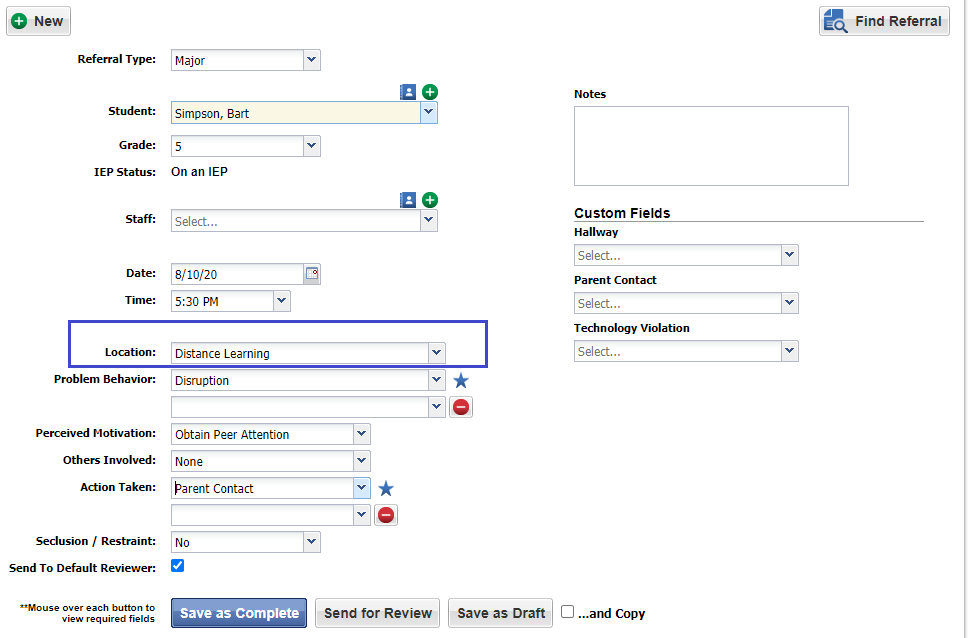 New
Find Referral
Referral Type: Major
Student: Simpson, Bart
Grade: 5
IEP Status: On an IEP
Staff: Select...
Date: 8/10/20
Time: 5:30 PM
Location: Distance Learning
Problem Behavior: Disruption
Perceived Motivation: Obtain Peer Attention
Others Involved: None
Action Taken: Parent Contact
Seclusion / Restraint: No
Send To Default Reviewer:
Notes
Custom Fields
Hallway
Select...
Parent Contact
Select...
Technology Violation
Select...
**Mouse over each button to
view required fields
Save as Complete
Send for Review
Save as Draft
...and Copy